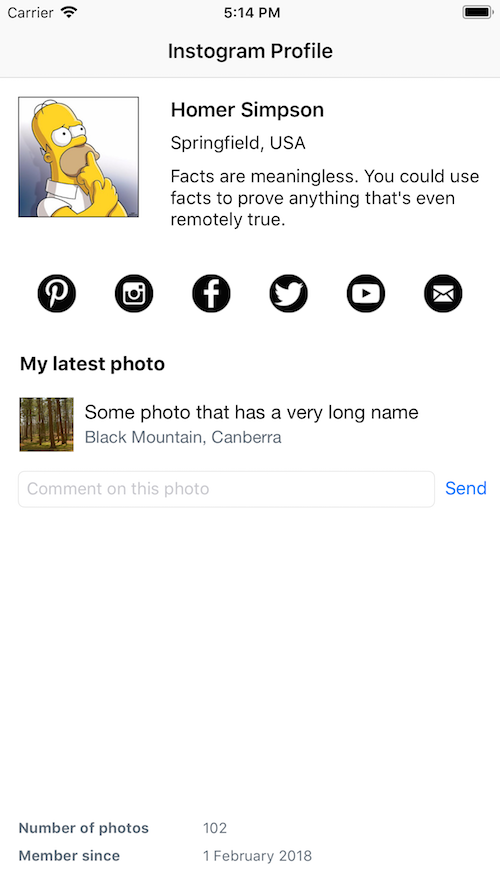 Carrier 5:14 PM
Instogram Profile
Homer Simpson
Springfield, USA
Facts are meaningless. You could use
facts to prove anything that's even
remotely true.
My latest photo
Some photo that has a very long name
Black Mountain, Canberra
Comment on this photo Send
Number of photos 102
Member since 1 February 2018